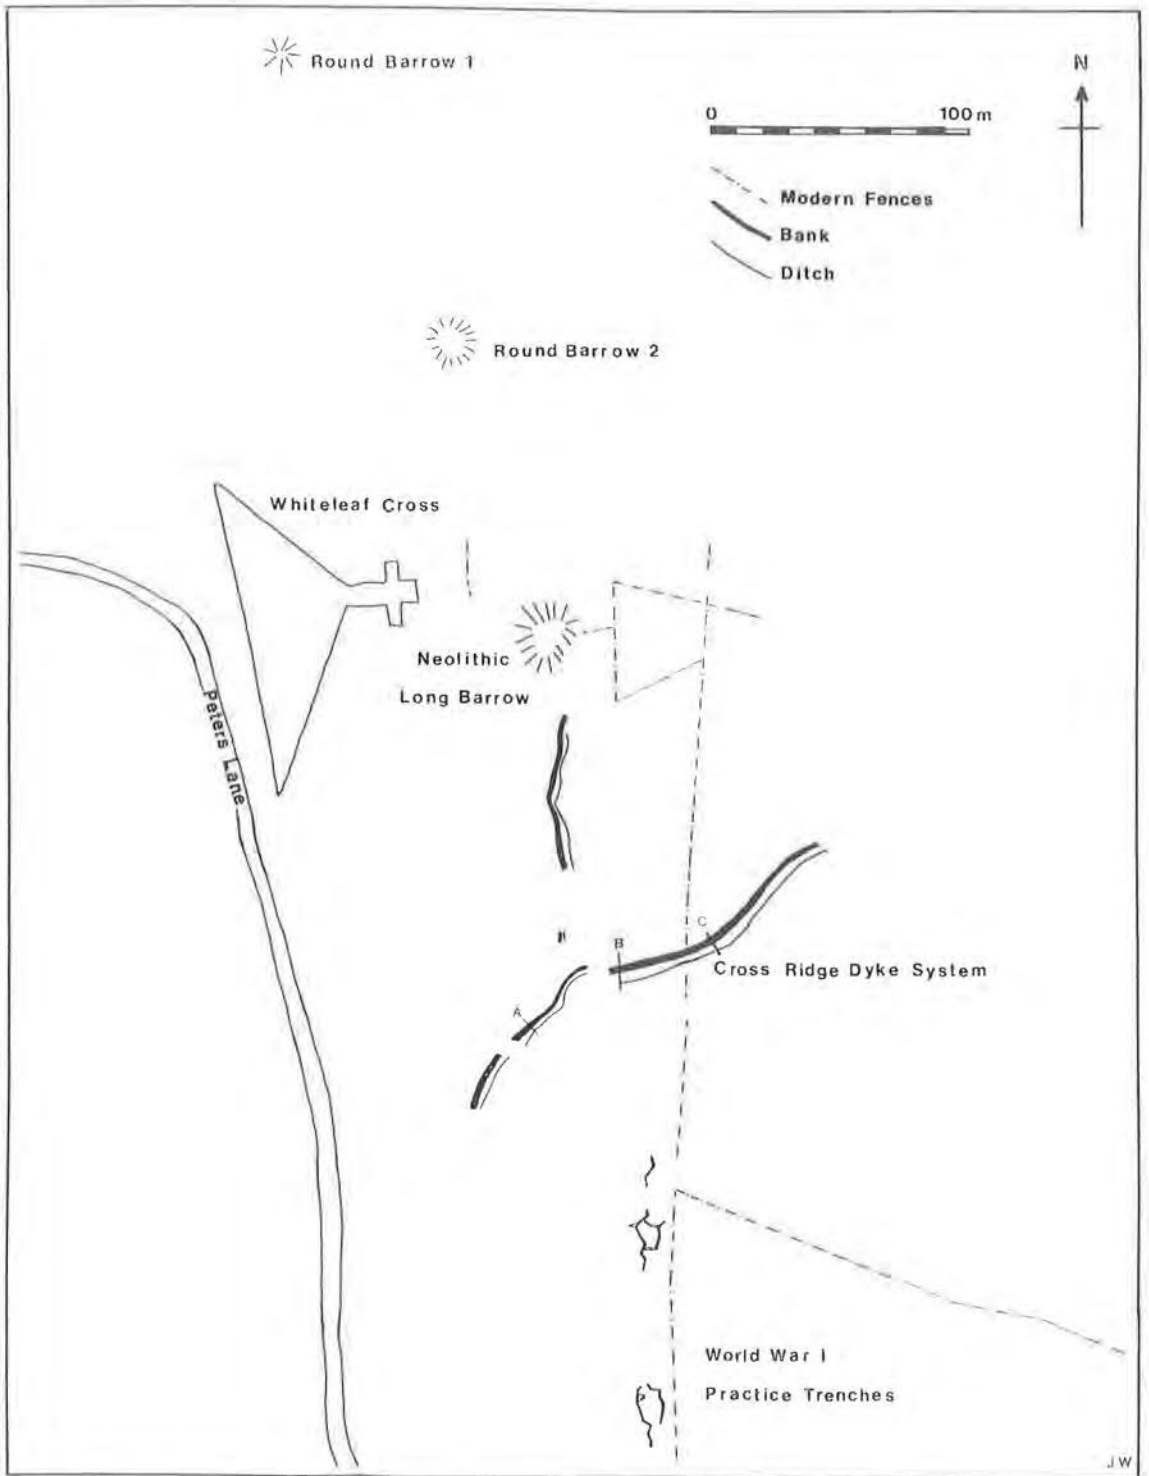 Round Barrow 1
N
0 100 m
Modern Fences
Bank
Ditch
Round Barrow 2
Whiteleaf Cross
Neolithic
Long Barrow
Peters Lane
C
B
Cross Ridge Dyke System
A
World War I
Practice Trenches
JW